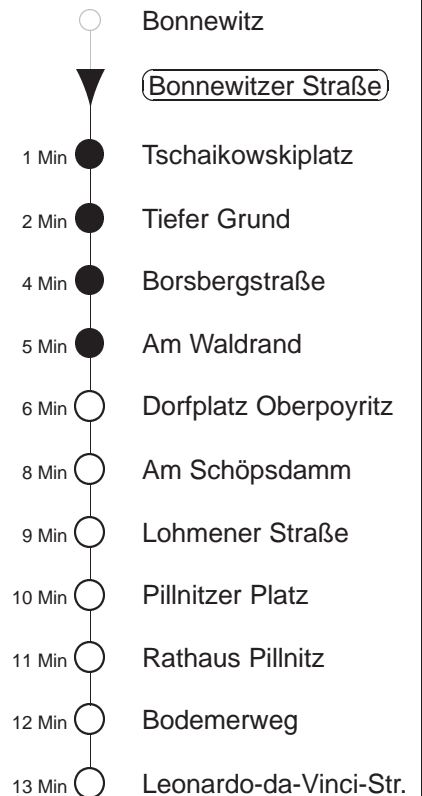 Bonnewitz
Bonnewitzer Straße
1 Min Tschaikowskiplatz
2 Min Tiefer Grund
4 Min Borsbergstraße
5 Min Am Waldrand
6 Min Dorfplatz Oberpoyritz
8 Min Am Schöpsdamm
9 Min Lohmener Straße
10 Min Pillnitzer Platz
11 Min Rathaus Pillnitz
12 Min Bodemerweg
13 Min Leonardo-da-Vinci-Str.